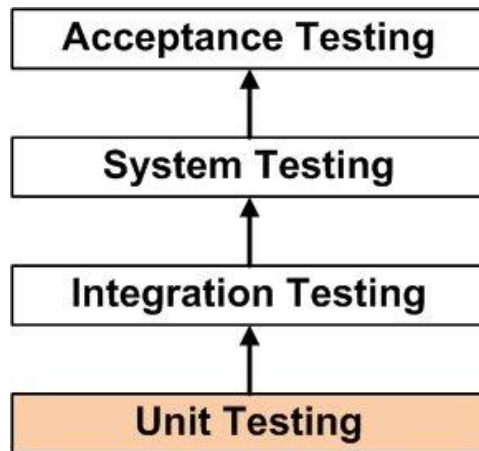 Acceptance Testing
System Testing
Integration Testing
Unit Testing